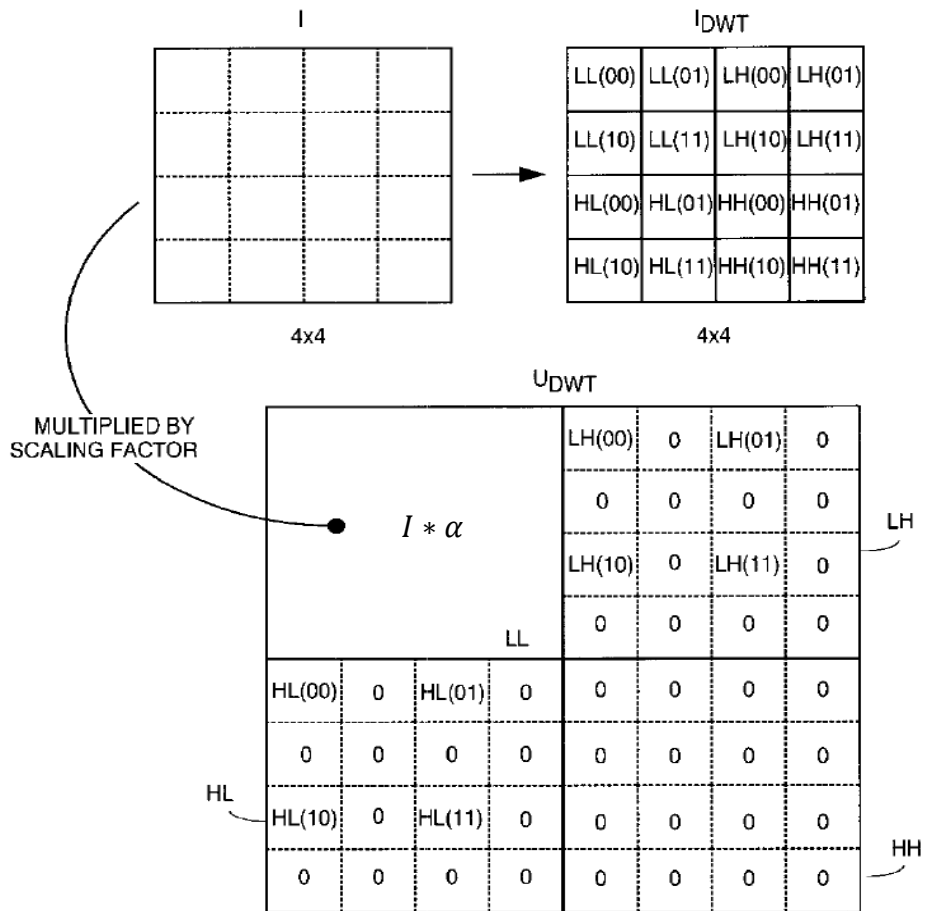 I
I_DWT
LL(00) LL(01) LH(00) LH(01)
LL(10) LL(11) LH(10) LH(11)
HL(00) HL(01) HH(00) HH(01)
HL(10) HL(11) HH(10) HH(11)
4x4
4x4
U_DWT
MULTIPLIED BY
SCALING FACTOR
I * α
LL
LH(00) 0 LH(01) 0
0 0 0 0
LH(10) 0 LH(11) 0
0 0 0 0
LH
HL(00) 0 HL(01) 0 0 0 0 0
0 0 0 0 0 0 0 0
HL(10) 0 HL(11) 0 0 0 0 0
0 0 0 0 0 0 0 0
HL
HH